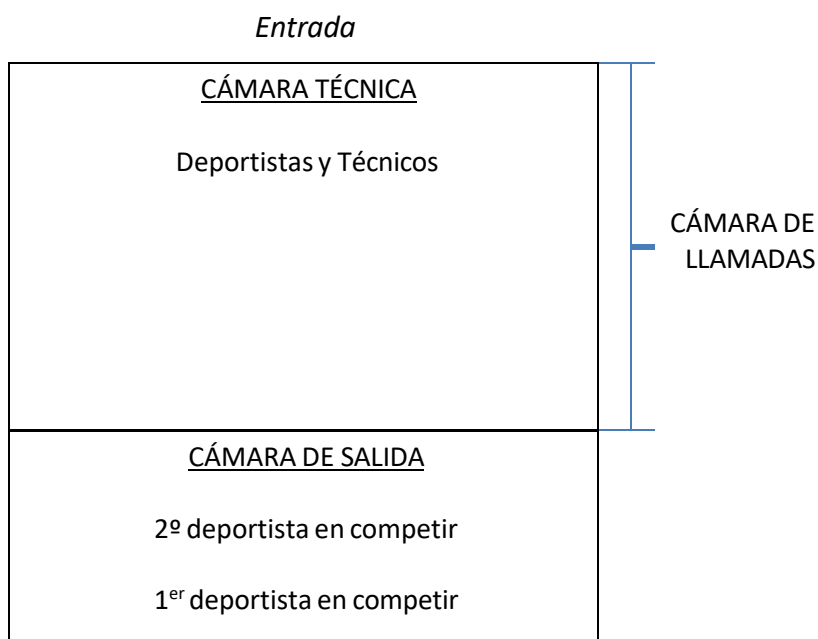 Entrada
CÁMARA TÉCNICA
Deportistas y Técnicos
CÁMARA DE
LLAMADAS
CÁMARA DE SALIDA
2º deportista en competir
1er deportista en competir